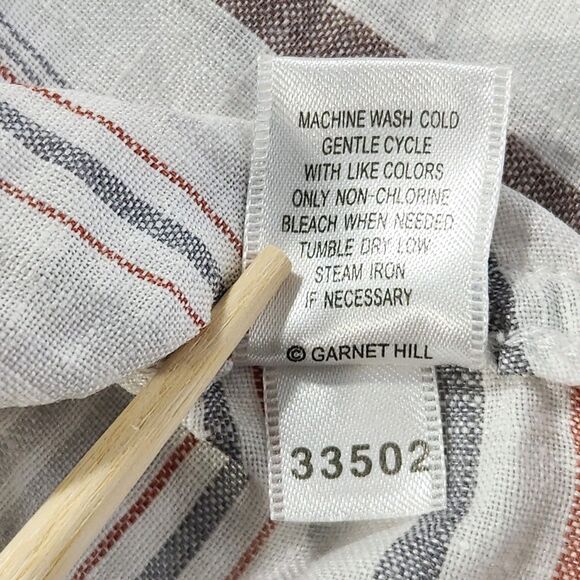 MACHINE WASH COLD
GENTLE CYCLE
WITH LIKE COLORS
ONLY NON-CHLORINE
BLEACH WHEN NEEDED
TUMBLE DRY LOW
STEAM IRON
IF NECESSARY
© GARNET HILL
33502